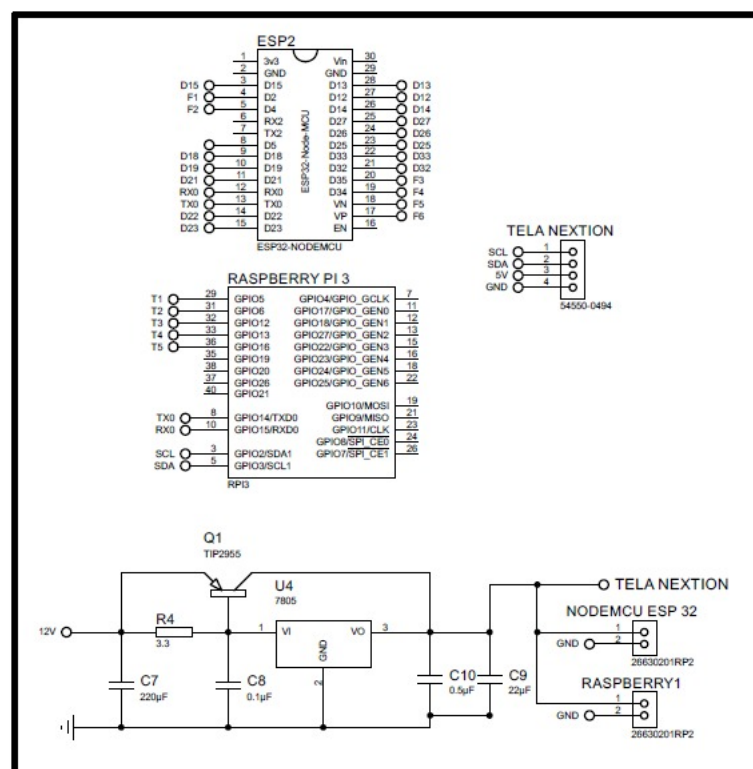 ESP2
1 3v3 Vin 30
2 GND GND 29
D15 3 D15 D13 28 D13
F1 4 D2 D12 27 D12
F2 5 D4 D14 26 D14
6 RX2 D27 25 D27
7 TX2 D26 24 D26
8 D5 D25 23 D25
D18 9 D18 D33 22 D33
D19 10 D19 D32 21 D32
D21 11 D21 D35 20 F3
RX0 12 RX0 D34 19 F4
TX0 13 TX0 VN 18 F5
D22 14 D22 VP 17 F6
D23 15 D23 EN 16
ESP32-Node-MCU
ESP32-NODEMCU
TELA NEXTION
SCL 1
SDA 2
5V 3
GND 4
54550-0494
RASPBERRY PI 3
T1 29 GPIO5 GPIO4/GPIO_GCLK 7
T2 31 GPIO6 GPIO17/GPIO_GEN0 11
T3 32 GPIO12 GPIO18/GPIO_GEN1 12
T4 33 GPIO13 GPIO27/GPIO_GEN2 13
T5 36 GPIO16 GPIO22/GPIO_GEN3 15
35 GPIO19 GPIO23/GPIO_GEN4 16
38 GPIO20 GPIO24/GPIO_GEN5 18
37 GPIO26 GPIO25/GPIO_GEN6 22
40 GPIO21
GPIO10/MOSI 19
TX0 8 GPIO14/TXD0 GPIO9/MISO 21
RX0 10 GPIO15/RXD0 GPIO11/CLK 23
GPIO8/SPI_CE0 24
SCL 3 GPIO2/SDA1 GPIO7/SPI_CE1 26
SDA 5 GPIO3/SCL1
RPI3
Q1
TIP2955
U4
7805
TELA NEXTION
NODEMCU ESP 32
R4
12V
3.3
1 VI VO 3
GND
2
1
GND 2
26630201RP2
C7
220µF
C8
0.1µF
C10
0.5µF
C9
22µF
RASPBERRY1
1
GND 2
26630201RP2